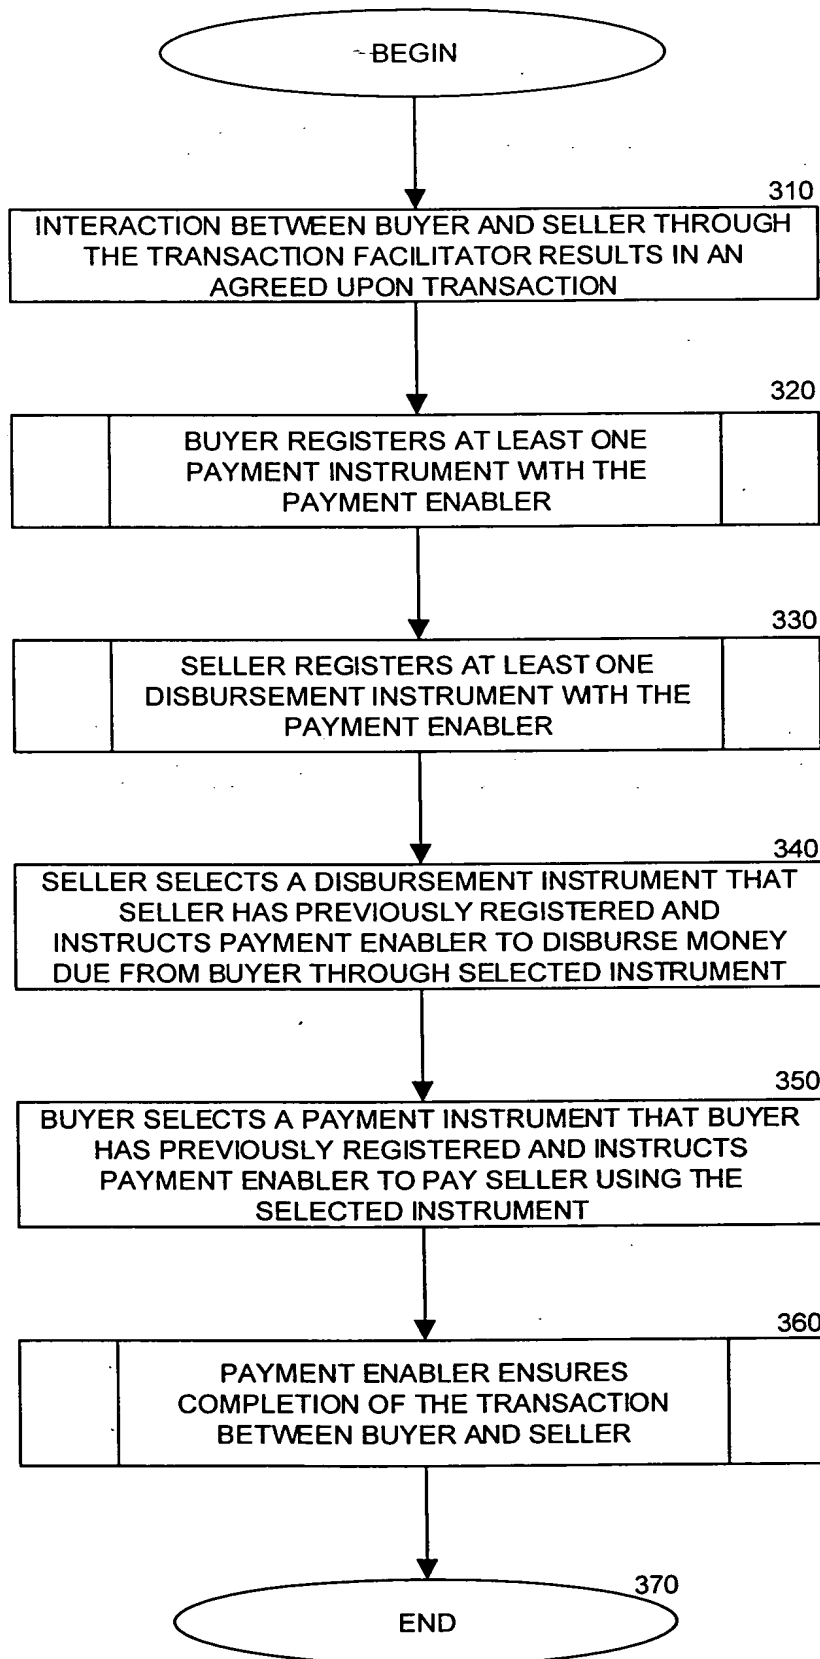 BEGIN
310
INTERACTION BETWEEN BUYER AND SELLER THROUGH
THE TRANSACTION FACILITATOR RESULTS IN AN
AGREED UPON TRANSACTION
320
BUYER REGISTERS AT LEAST ONE
PAYMENT INSTRUMENT WITH THE
PAYMENT ENABLER
330
SELLER REGISTERS AT LEAST ONE
DISBURSEMENT INSTRUMENT WITH THE
PAYMENT ENABLER
340
SELLER SELECTS A DISBURSEMENT INSTRUMENT THAT
SELLER HAS PREVIOUSLY REGISTERED AND
INSTRUCTS PAYMENT ENABLER TO DISBURSE MONEY
DUE FROM BUYER THROUGH SELECTED INSTRUMENT
350
BUYER SELECTS A PAYMENT INSTRUMENT THAT BUYER
HAS PREVIOUSLY REGISTERED AND INSTRUCTS
PAYMENT ENABLER TO PAY SELLER USING THE
SELECTED INSTRUMENT
360
PAYMENT ENABLER ENSURES
COMPLETION OF THE TRANSACTION
BETWEEN BUYER AND SELLER
370
END